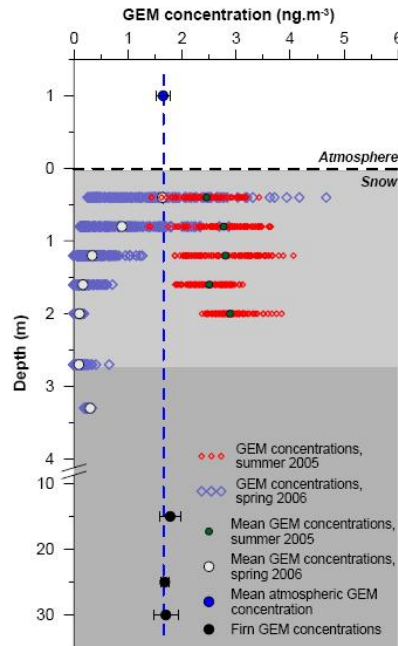 GEM concentration (ng.m-³)
0 1 2 3 4 5 6
1
Atmosphere
0
Snow
1
2
3
4
10
15
25
30
Depth (m)
GEM concentrations,
summer 2005
GEM concentrations,
spring 2006
Mean GEM concentrations,
summer 2005
Mean GEM concentrations,
spring 2006
Mean atmospheric GEM
concentration
Firn GEM concentrations